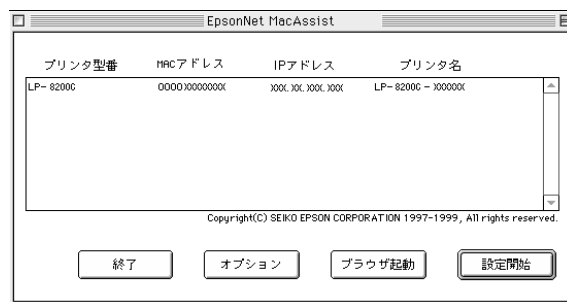 EpsonNet MacAssist
プリンタ型番 MACアドレス IPアドレス プリンタ名
LP-8200C 0000XXXXXXXX XXX.XX.XXX.XXX LP-8200C-XXXXXX
Copyright(C) SEIKO EPSON CORPORATION 1997-1999, All rights reserved.
終了 オプション ブラウザ起動 設定開始